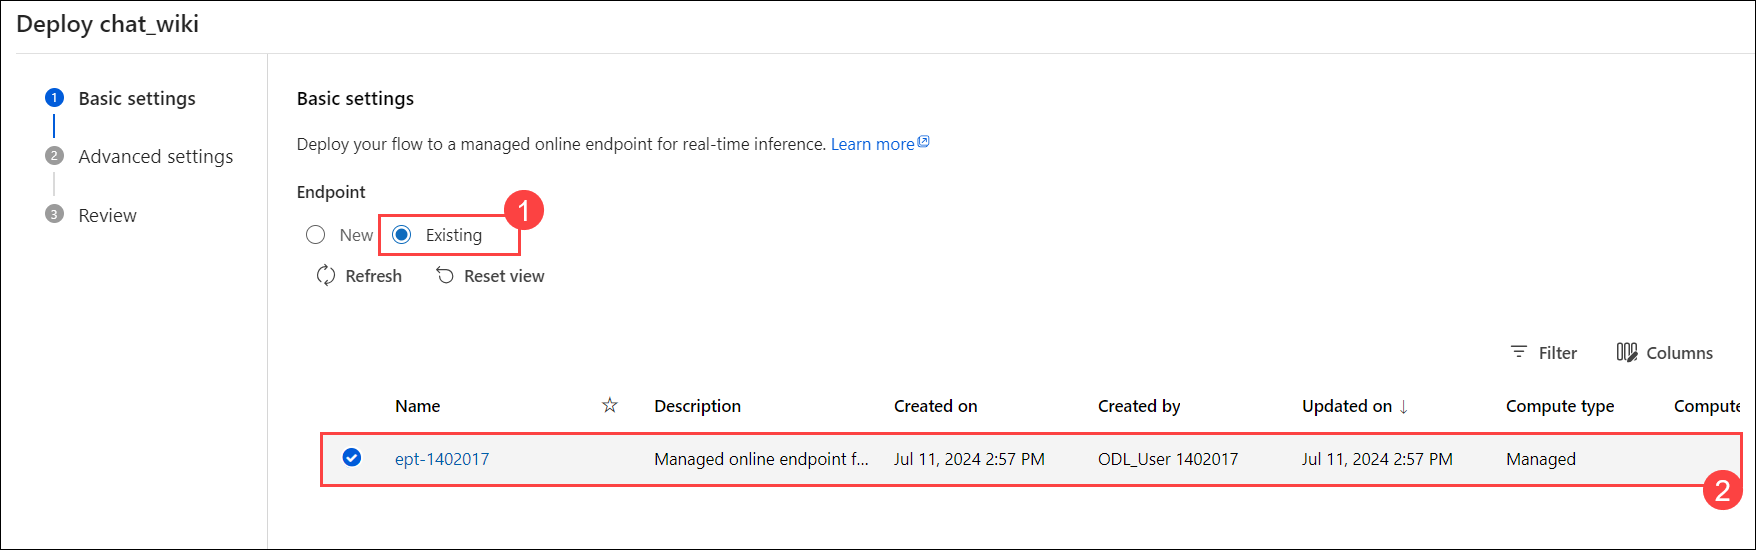 Deploy chat_wiki
1 Basic settings
2 Advanced settings
3 Review
Basic settings
Deploy your flow to a managed online endpoint for real-time inference. Learn more
Endpoint
1
New Existing
Refresh Reset view
Filter Columns
Name Description Created on Created by Updated on ↓ Compute type Compute
ept-1402017 Managed online endpoint f... Jul 11, 2024 2:57 PM ODL_User 1402017 Jul 11, 2024 2:57 PM Managed
2